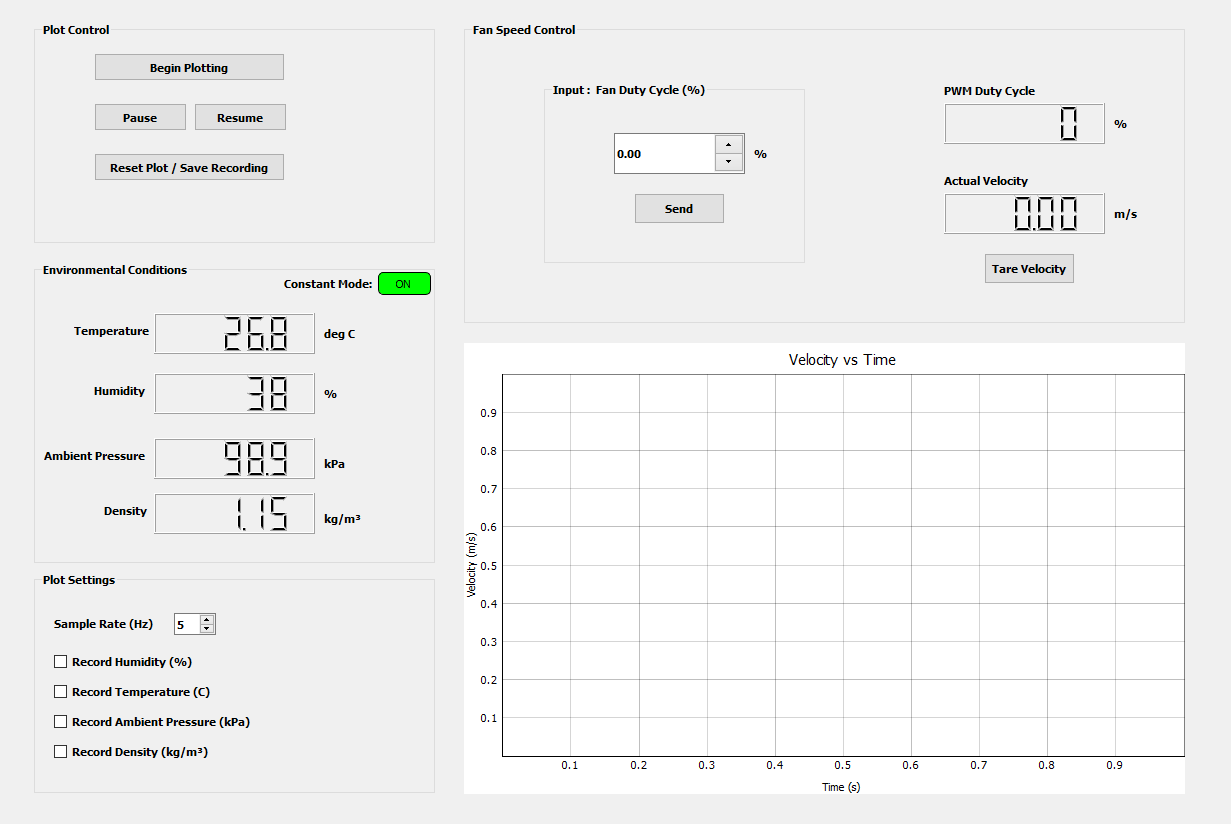 Plot Control
Begin Plotting
Pause
Resume
Reset Plot / Save Recording
Environmental Conditions
Constant Mode: ON
Temperature 26.8 deg C
Humidity 38 %
Ambient Pressure 98.9 kPa
Density 1.15 kg/m³
Plot Settings
Sample Rate (Hz) 5
Record Humidity (%)
Record Temperature (C)
Record Ambient Pressure (kPa)
Record Density (kg/m³)
Fan Speed Control
Input : Fan Duty Cycle (%)
0.00 %
Send
PWM Duty Cycle
0 %
Actual Velocity
0.00 m/s
Tare Velocity
Velocity vs Time
Velocity (m/s)
0.9
0.8
0.7
0.6
0.5
0.4
0.3
0.2
0.1
0.1 0.2 0.3 0.4 0.5 0.6 0.7 0.8 0.9
Time (s)